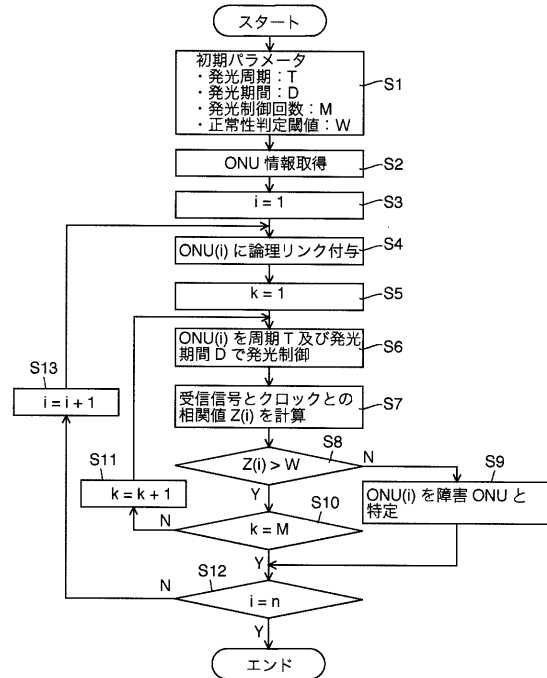 スタート
初期パラメータ
・発光周期：T
・発光期間：D
・発光制御回数：M
・正常性判定閾値：W
S1
ONU 情報取得
S2
i = 1
S3
ONU(i) に論理リンク付与
S4
k = 1
S5
ONU(i) を周期 T 及び発光
期間 D で発光制御
S6
S13
i = i + 1
受信信号とクロックとの
相関値 Z(i) を計算
S7
S8
Z(i) > W
N
Y
S9
ONU(i) を障害 ONU と
特定
S11
k = k + 1
S10
k = M
N
Y
S12
i = n
N
Y
エンド